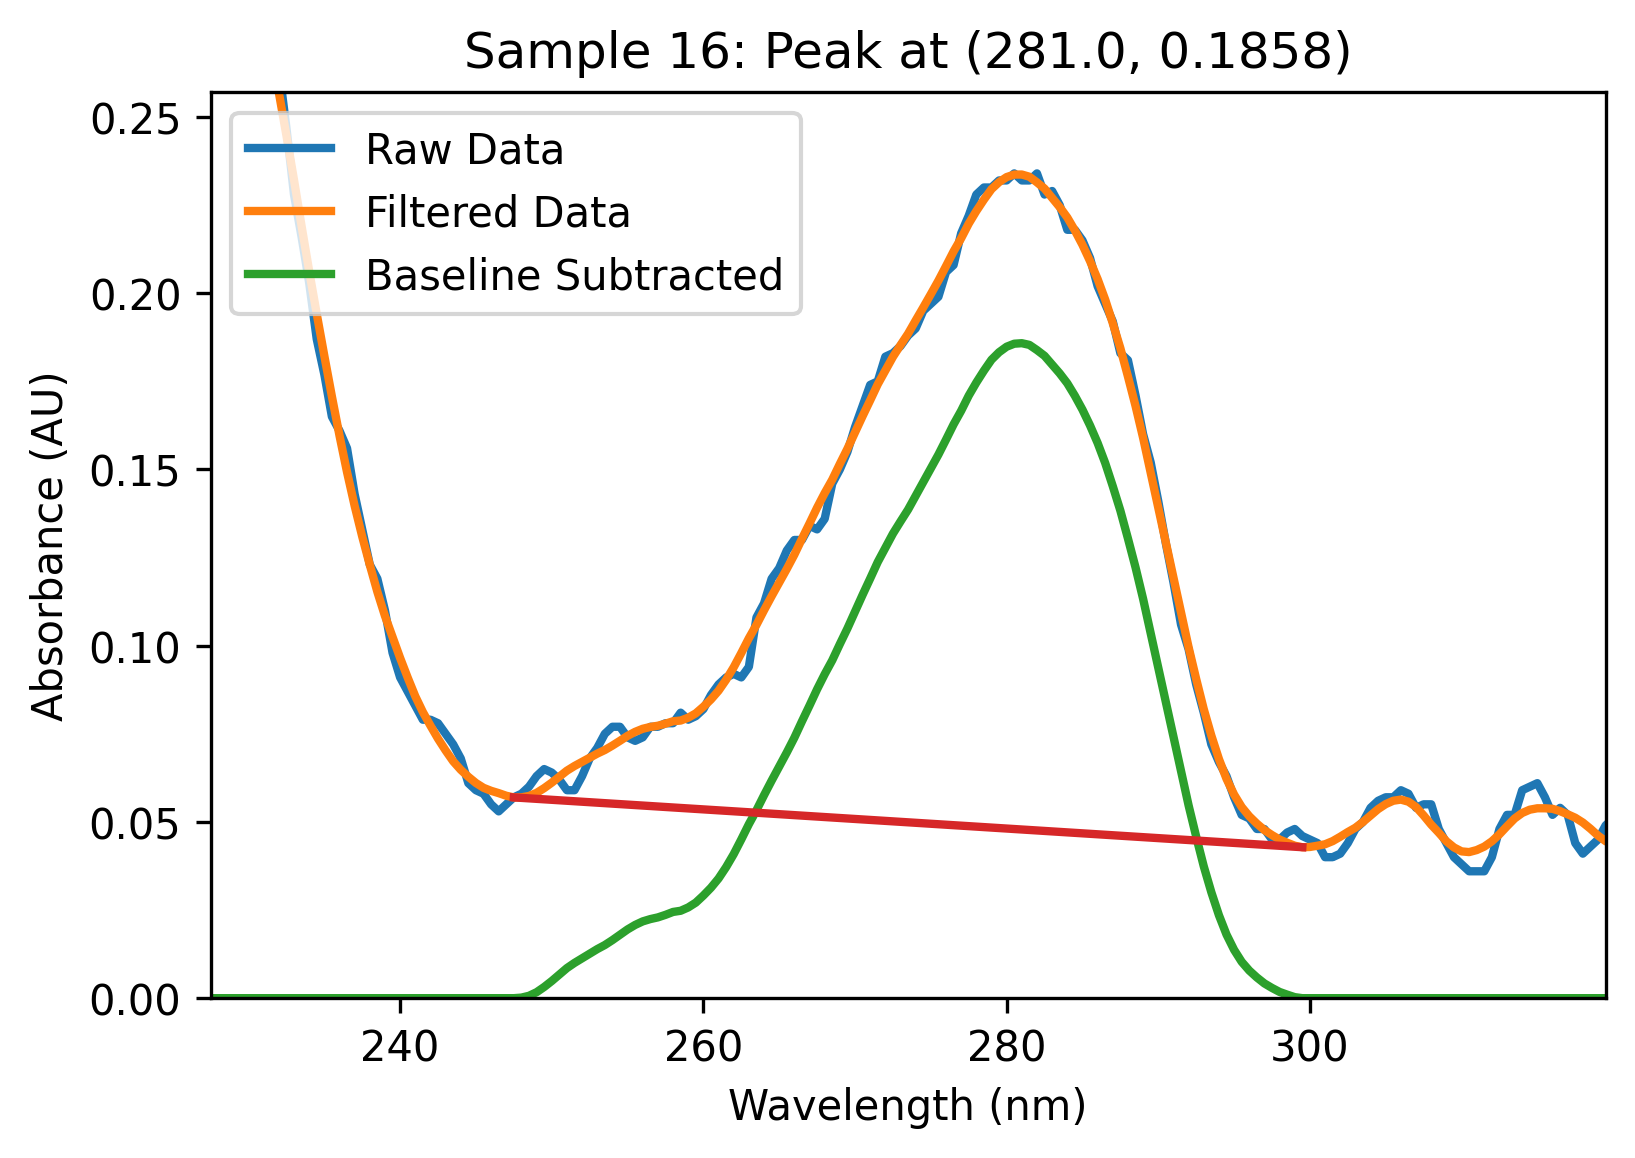 Sample 16: Peak at (281.0, 0.1858)
Raw Data
Filtered Data
Baseline Subtracted
Absorbance (AU)
0.25
0.20
0.15
0.10
0.05
0.00
240 260 280 300
Wavelength (nm)